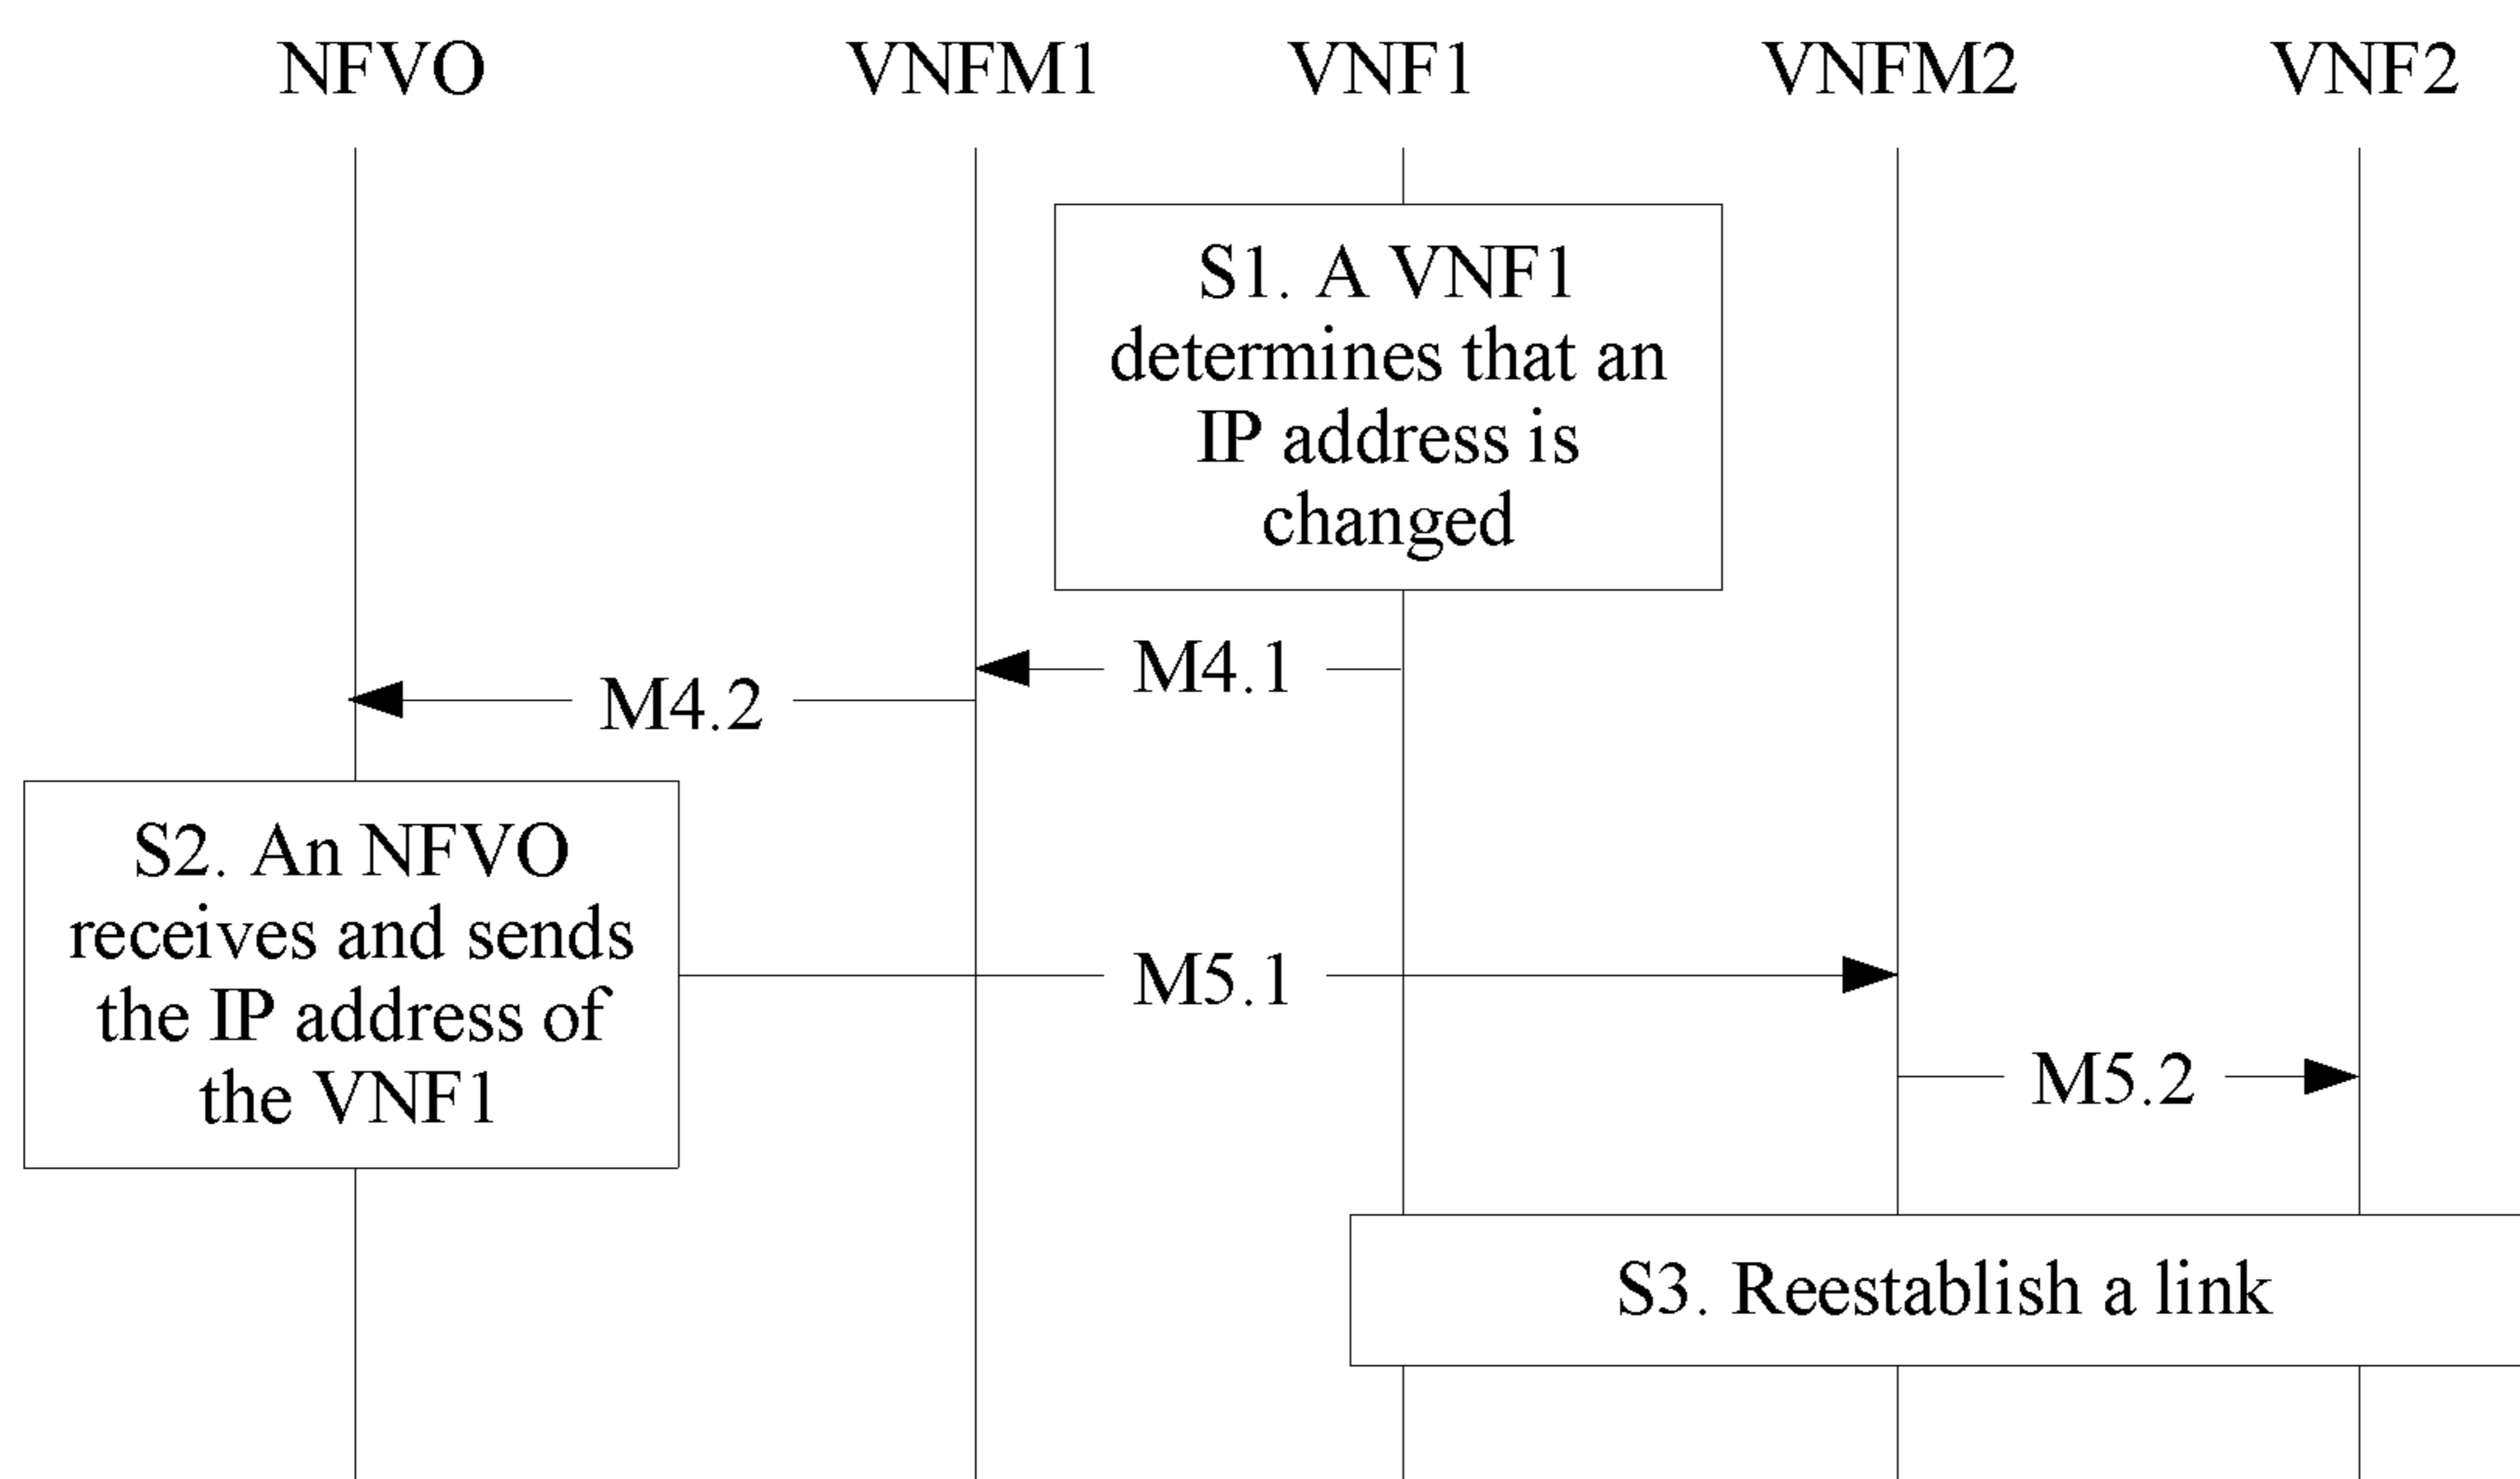 NFVO VNFM1 VNF1 VNFM2 VNF2
S1. A VNF1
determines that an
IP address is
changed
M4.1
M4.2
S2. An NFVO
receives and sends
the IP address of
the VNF1
M5.1
M5.2
S3. Reestablish a link